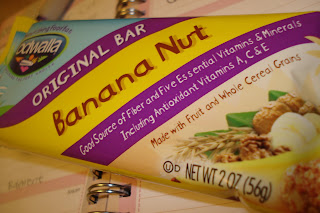 odwalla
ORIGINAL BAR
Banana Nut
Good Source of Fiber and Five Essential Vitamins & Minerals
Including Antioxidant Vitamins A, C & E
Made with Fruit and Whole Cereal Grains
U D NET WT 2 OZ (56g)